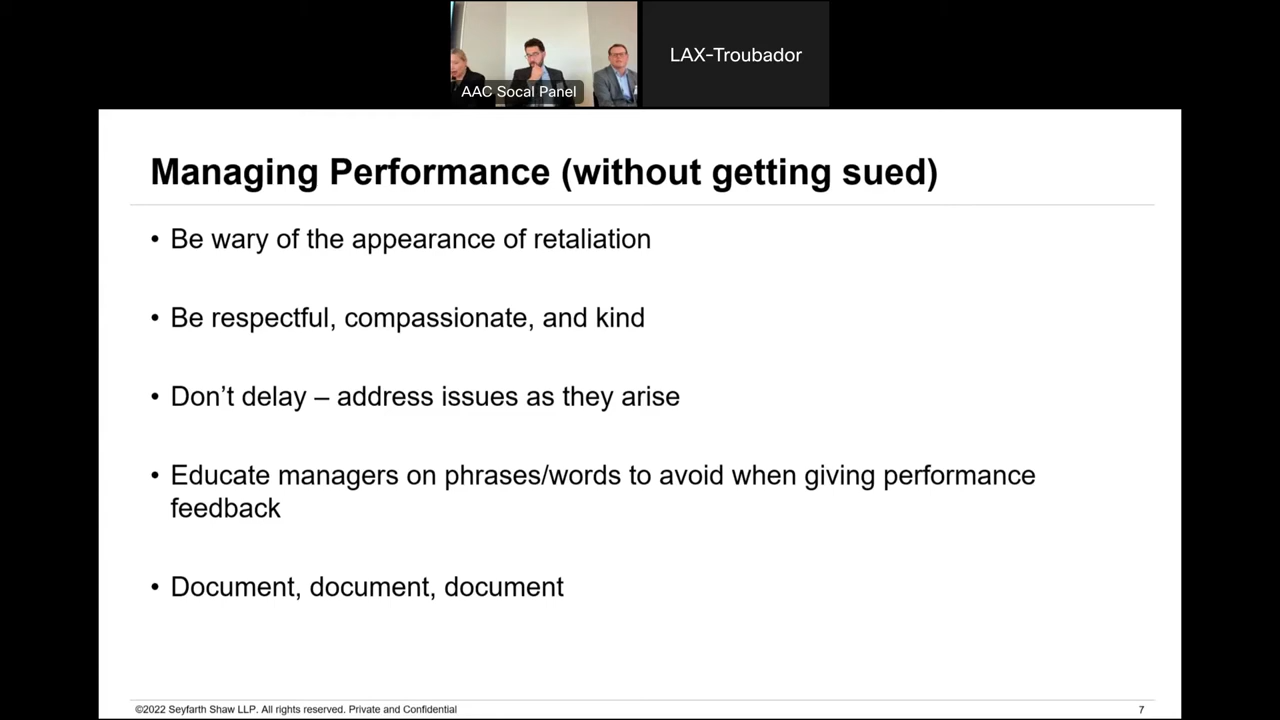 AAC Socal Panel
LAX-Troubador
Managing Performance (without getting sued)
• Be wary of the appearance of retaliation
• Be respectful, compassionate, and kind
• Don’t delay – address issues as they arise
• Educate managers on phrases/words to avoid when giving performance
feedback
• Document, document, document
©2022 Seyfarth Shaw LLP. All rights reserved. Private and Confidential
7